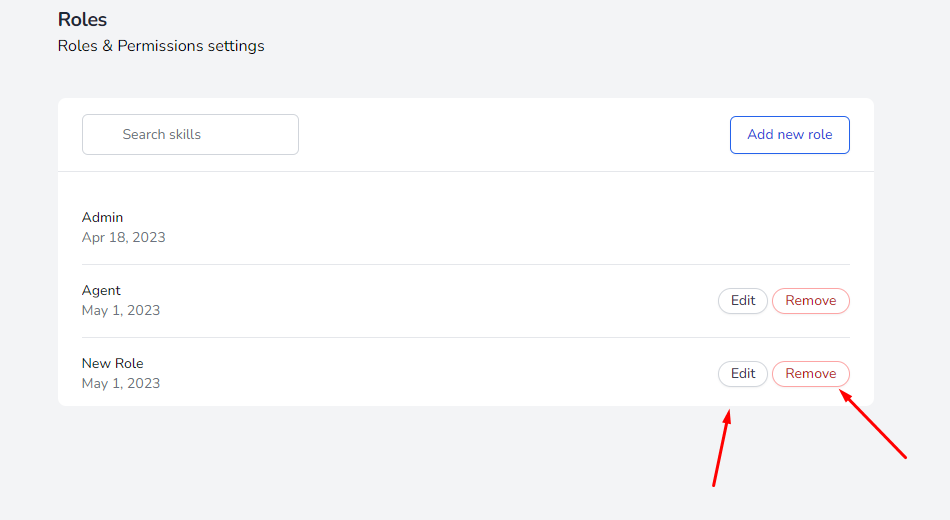 Roles
Roles & Permissions settings
Search skills
Add new role
Admin
Apr 18, 2023
Agent
May 1, 2023
Edit
Remove
New Role
May 1, 2023
Edit
Remove